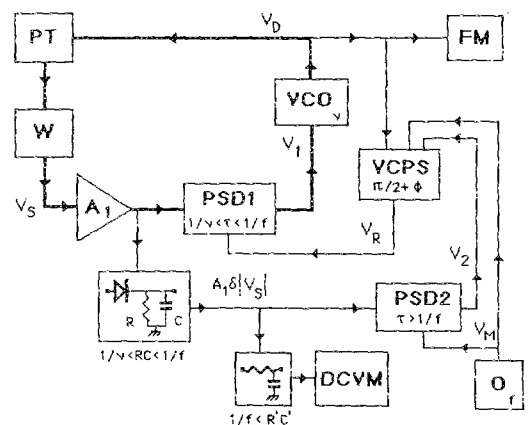 V_D
PT
FM
VCO
ν
W
V_1
VCPS
π/2+ϕ
V_S
A_1
PSD1
1/ν<τ<1/f
V_R
V_2
A_1 δ|V_S|
PSD2
τ>1/f
R
C
V_M
1/ν<RC<1/f
DCVM
O_f
1/f<R'C'